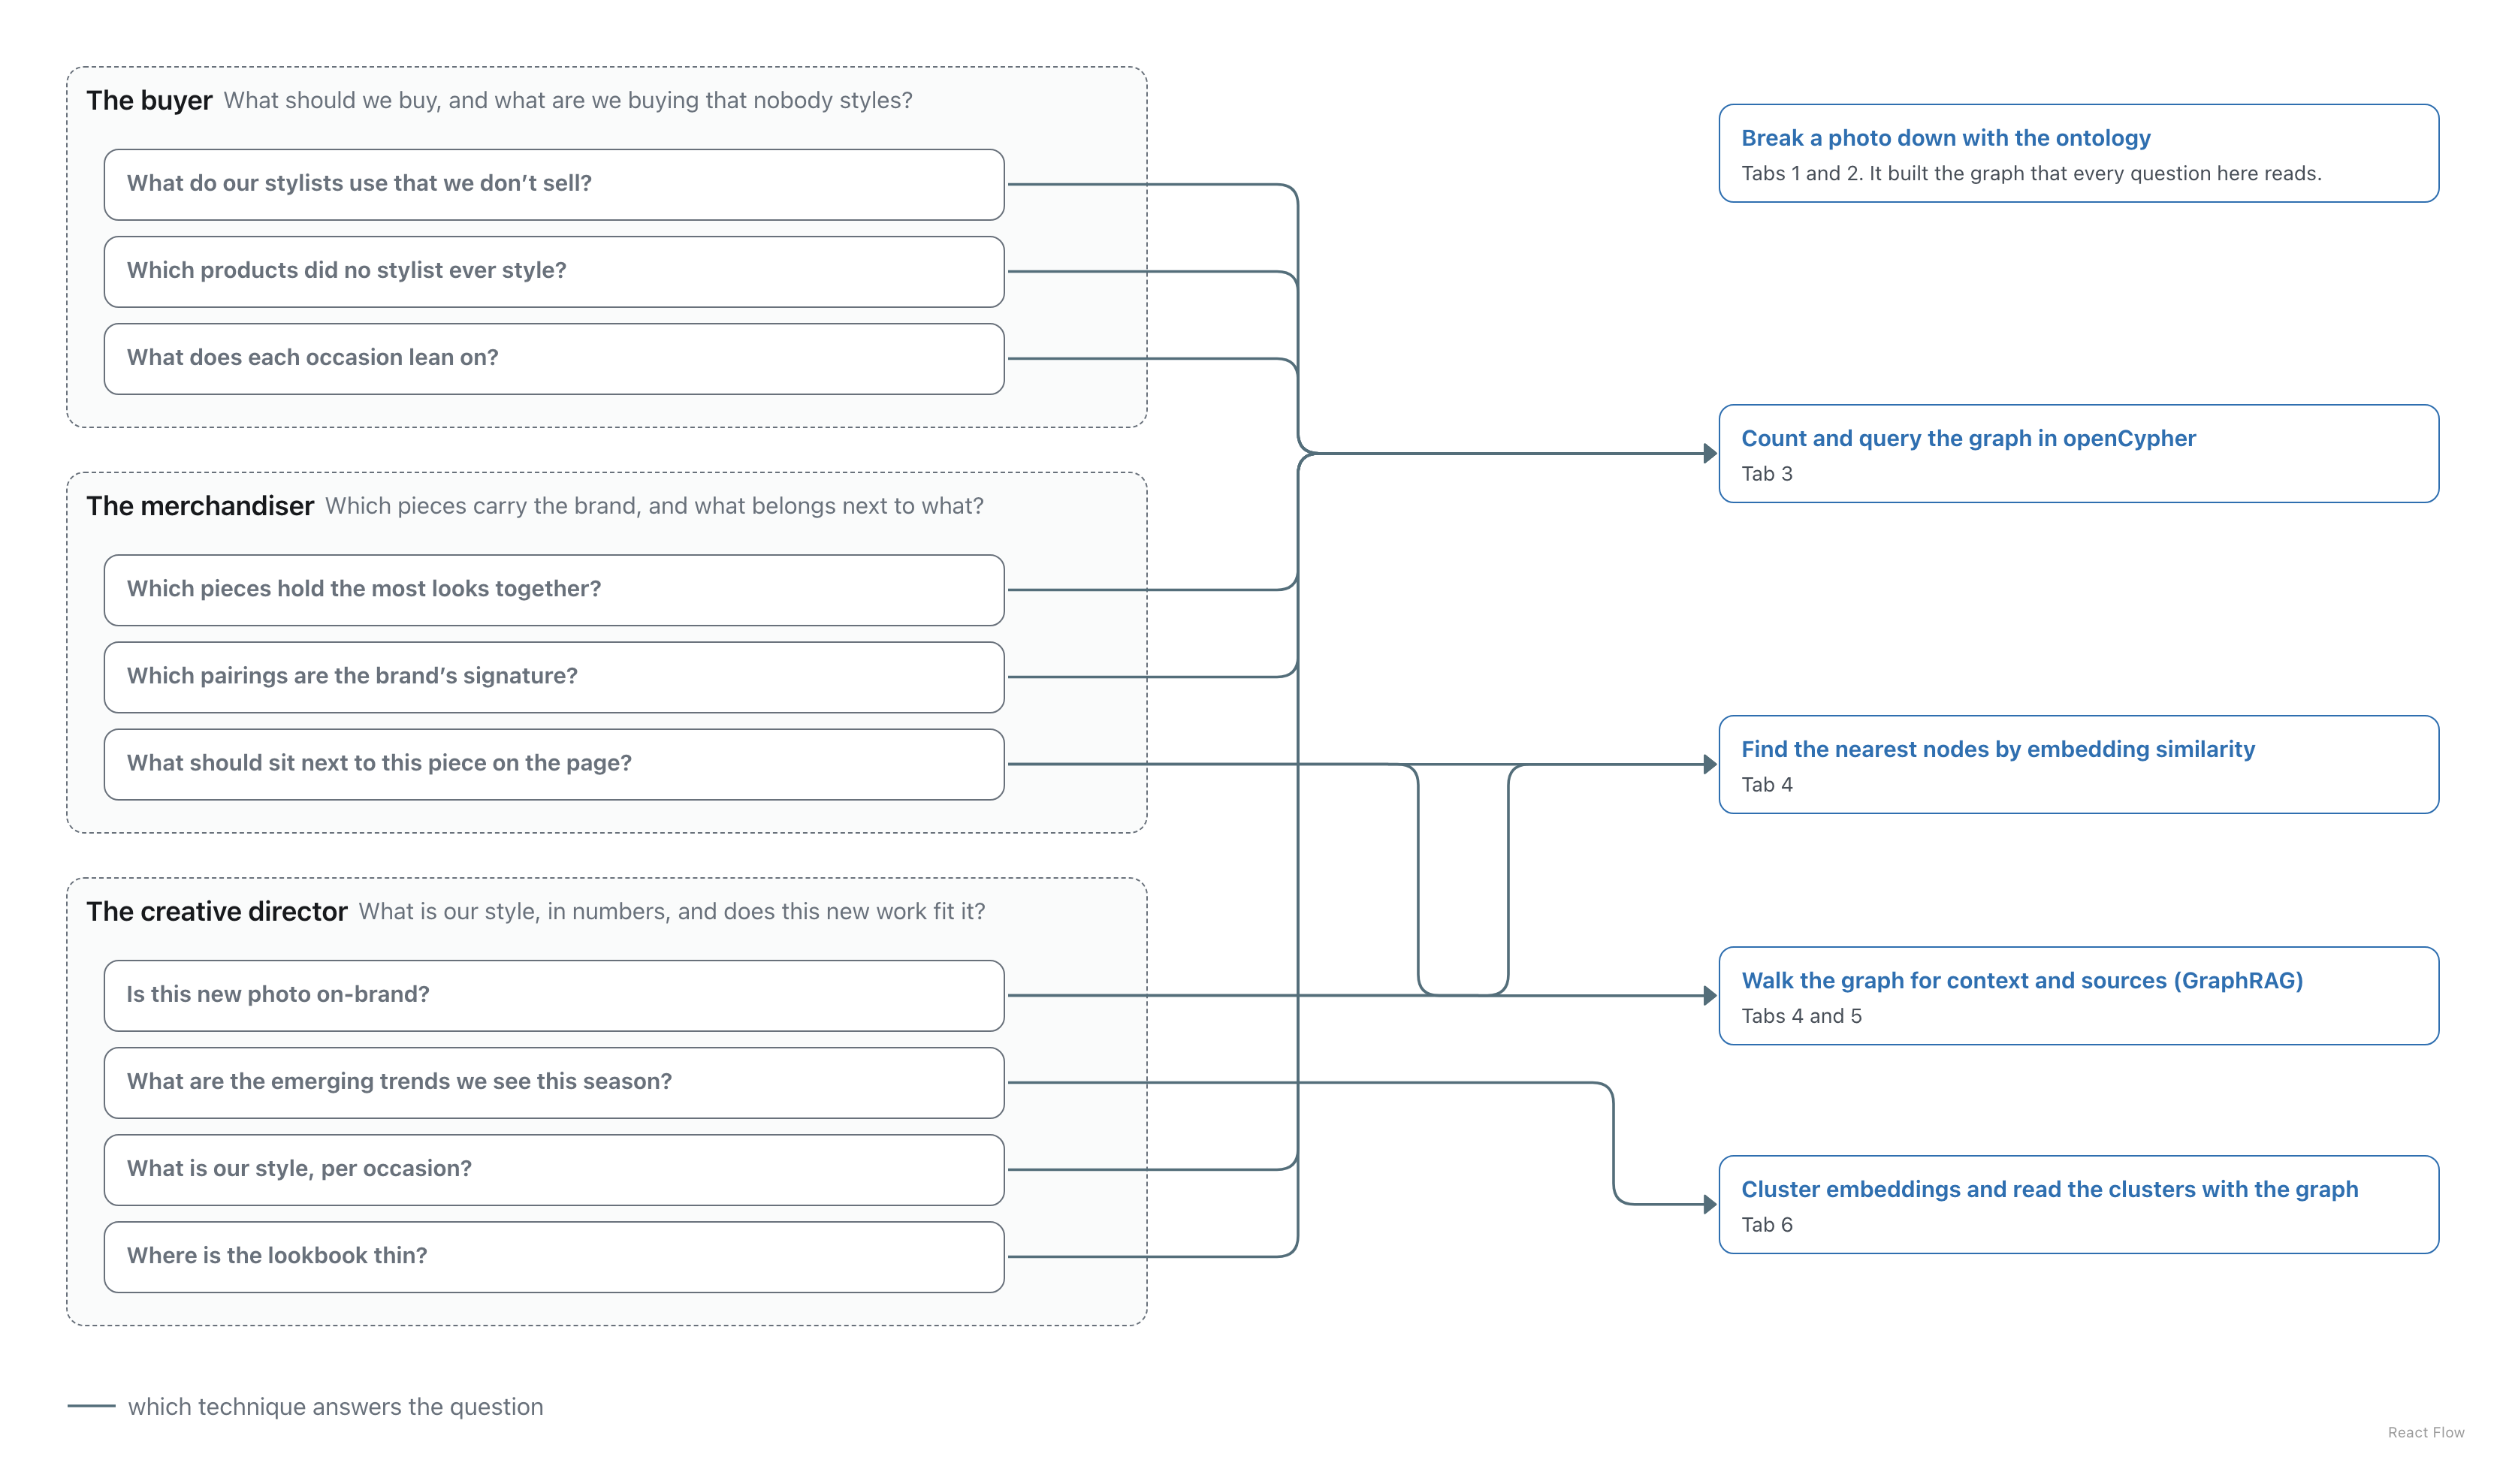 The buyer What should we buy, and what are we buying that nobody styles?
What do our stylists use that we don’t sell?
Which products did no stylist ever style?
What does each occasion lean on?
The merchandiser Which pieces carry the brand, and what belongs next to what?
Which pieces hold the most looks together?
Which pairings are the brand’s signature?
What should sit next to this piece on the page?
The creative director What is our style, in numbers, and does this new work fit it?
Is this new photo on-brand?
What are the emerging trends we see this season?
What is our style, per occasion?
Where is the lookbook thin?
Break a photo down with the ontology
Tabs 1 and 2. It built the graph that every question here reads.
Count and query the graph in openCypher
Tab 3
Find the nearest nodes by embedding similarity
Tab 4
Walk the graph for context and sources (GraphRAG)
Tabs 4 and 5
Cluster embeddings and read the clusters with the graph
Tab 6
which technique answers the question
React Flow